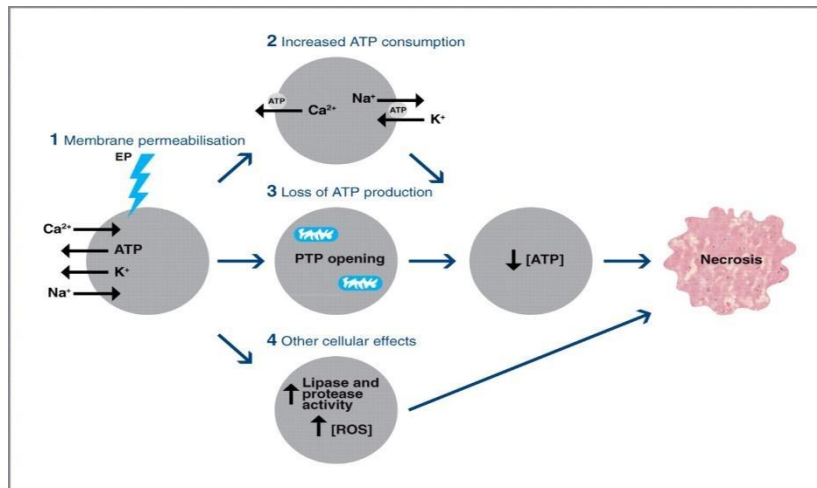 2 Increased ATP consumption
ATP
Ca²⁺
Na⁺
ATP
K⁺
1 Membrane permeabilisation
EP
Ca²⁺
ATP
K⁺
Na⁺
3 Loss of ATP production
PTP opening
↓ [ATP]
Necrosis
4 Other cellular effects
↑ Lipase and
protease
activity
↑ [ROS]